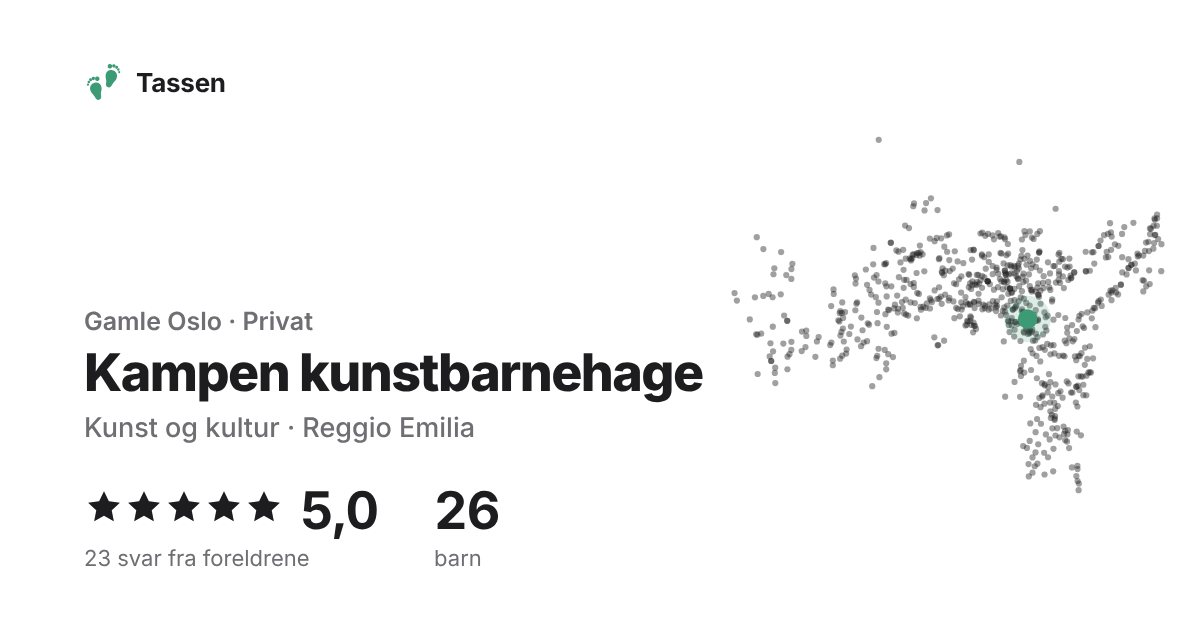 Tassen
Gamle Oslo · Privat
Kampen kunstbarnehage
Kunst og kultur · Reggio Emilia
5,0
23 svar fra foreldrene
26
barn